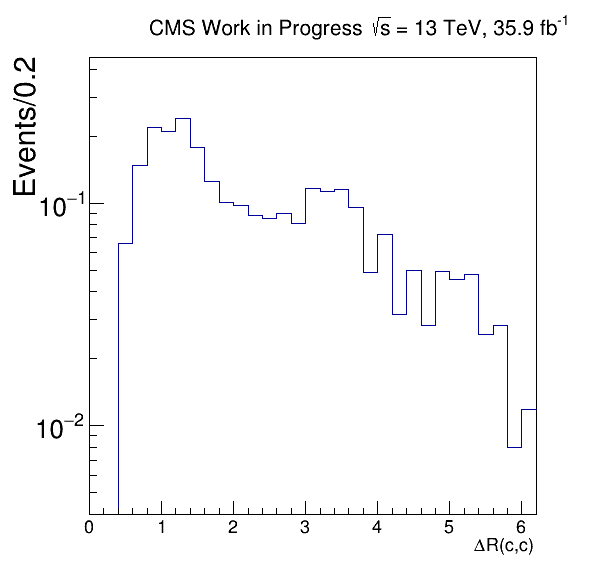 CMS Work in Progress √s = 13 TeV, 35.9 fb⁻¹
Events/0.2
10⁻¹
10⁻²
0 1 2 3 4 5 6
ΔR(c,c)